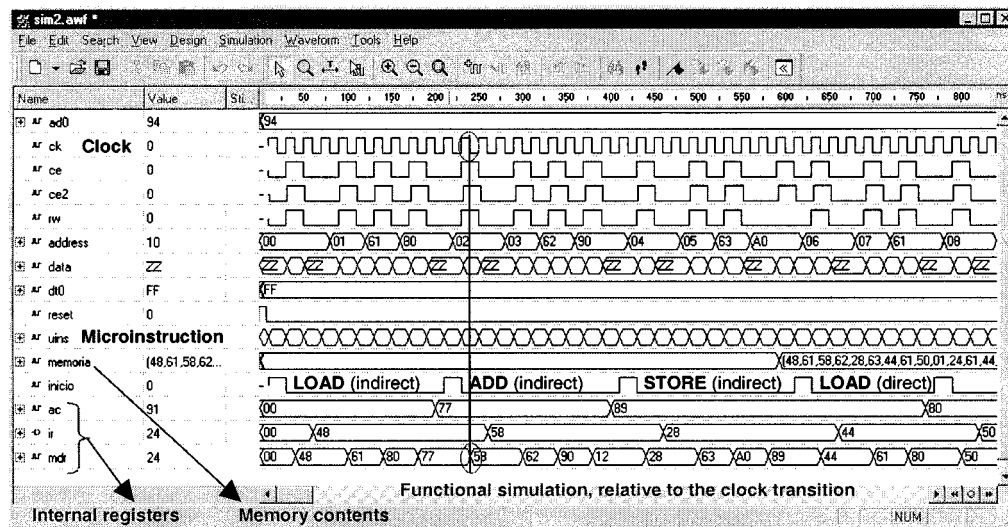 sim2.awf *
File Edit Search View Design Simulation Waveform Tools Help
Name Value Sti... 50 100 150 200 250 300 350 400 450 500 550 600 650 700 750 800 ns
ad0 94 94
ck Clock 0
ce 0
ce2 0
rw 0
address 10 00 01 61 80 02 03 62 90 04 05 63 A0 06 07 61 08
data ZZ ZZ ZZ ZZ ZZ ZZ ZZ ZZ ZZ ZZ
dt0 FF FF
reset 0
uins Microinstruction
memoria (48,61,58,62... (48,61,58,62,28,63,44,61,50,01,24,61,44
inicio 0 LOAD (indirect) ADD (indirect) STORE (indirect) LOAD (direct)
ac 91 00 77 89 80
ir 24 00 48 58 28 44 50
mdr 24 00 48 61 80 77 58 62 90 12 28 63 A0 89 44 61 80 50
Functional simulation, relative to the clock transition
Internal registers Memory contents NUM